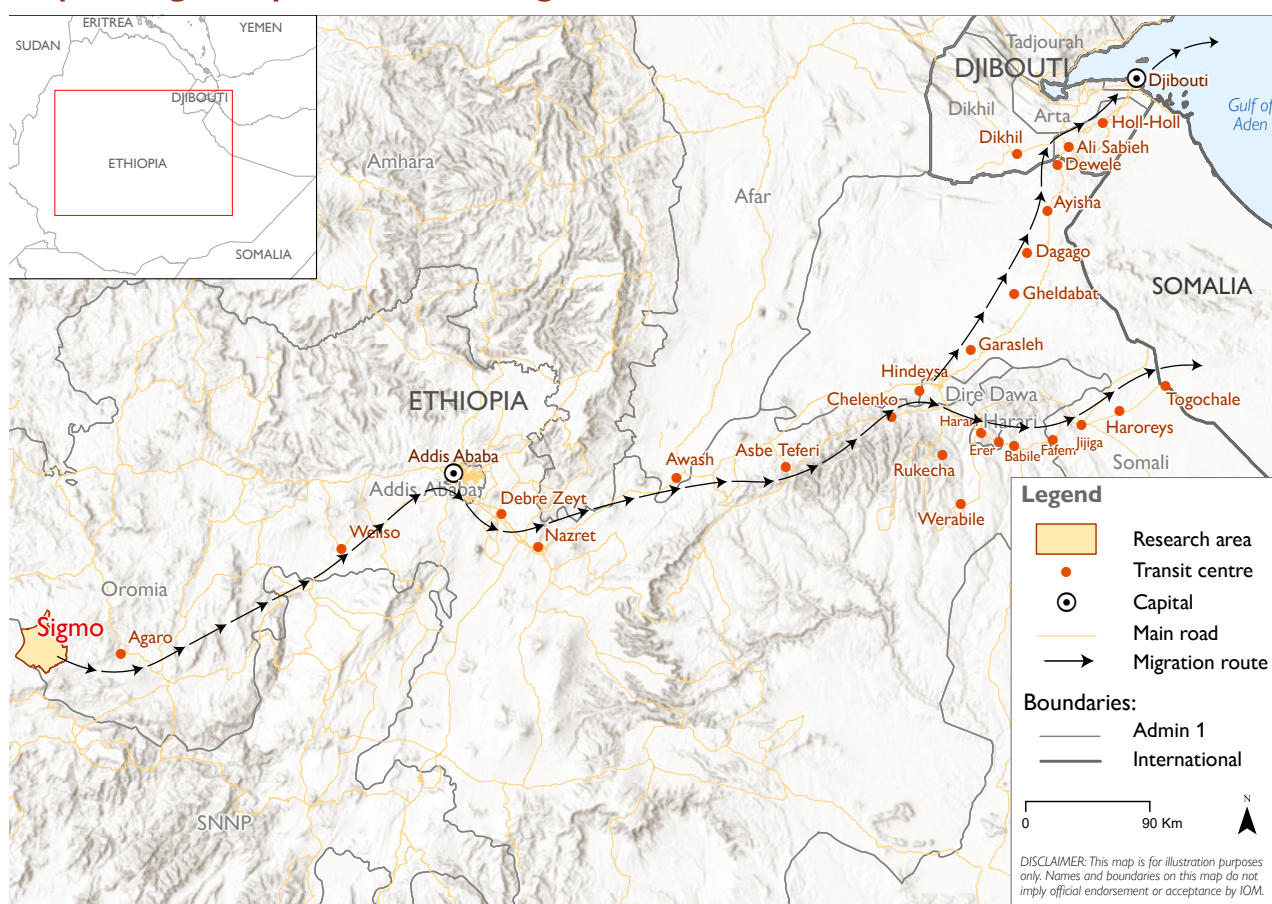 ERITREA
YEMEN
SUDAN
DJIBOUTI
ETHIOPIA
SOMALIA
Tadjourah
DJIBOUTI
Djibouti
Dikhil
Arta
Gulf of
Aden
Holl-Holl
Dikhil
Ali Sabieh
Dewele
Amhara
Afar
Ayisha
Dagago
SOMALIA
Gheldabat
Garasleh
Hindeysa
Dire Dawa
ETHIOPIA
Chelenko
Togochale
Harar
Harari
Haroreys
Jijiga
Erer
Babile
Fafem
Asbe Teferi
Addis Ababa
Awash
Rukecha
Somali
Addis Ababa
Debre Zeyt
Werabile
Weliso
Nazret
Oromia
Sigmo
Agaro
SNNP
Legend
Research area
Transit centre
Capital
Main road
Migration route
Boundaries:
Admin 1
International
N
0
90 Km
DISCLAIMER: This map is for illustration purposes
only. Names and boundaries on this map do not
imply official endorsement or acceptance by IOM.